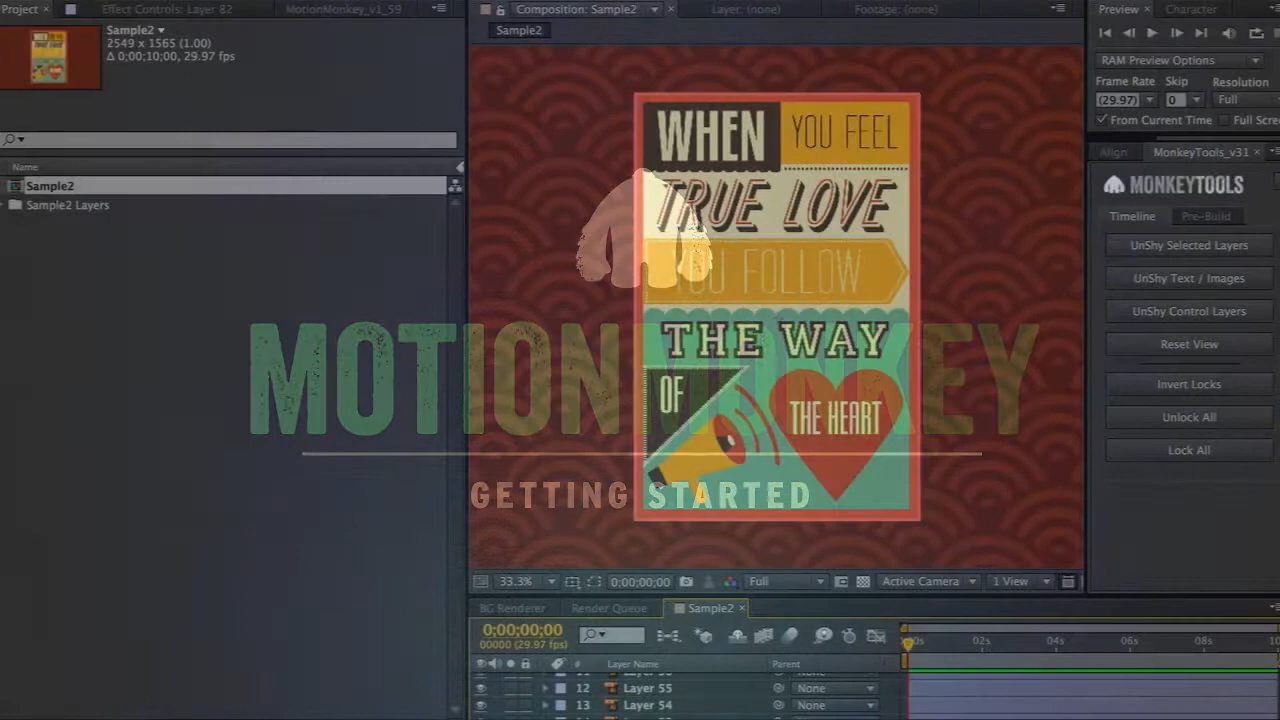 Project
Effect Controls: Layer 82
MotionMonkey_v1_59
Sample2
2549 x 1565 (1.00)
Δ 0;00;10;00, 29.97 fps
Name
Sample2
Sample2 Layers
Composition: Sample2
Layer: (none)
Footage: (none)
Sample2
WHEN
YOU FEEL
TRUE LOVE
YOU FOLLOW
THE WAY
OF
THE HEART
MOTION MONKEY
GETTING STARTED
33.3%
0;00;00;00
Full
Active Camera
1 View
BG Renderer
Render Queue
Sample2
0;00;00;00
00000 (29.97 fps)
02s
04s
06s
08s
#
Layer Name
Parent
12
Layer 55
None
13
Layer 54
None
Preview
Character
RAM Preview Options
Frame Rate
Skip
Resolution
(29.97)
0
Full
From Current Time
Full Scre
Align
MonkeyTools_v31
MONKEYTOOLS
Timeline
Pre-Build
UnShy Selected Layers
UnShy Text / Images
UnShy Control Layers
Reset View
Invert Locks
Unlock All
Lock All